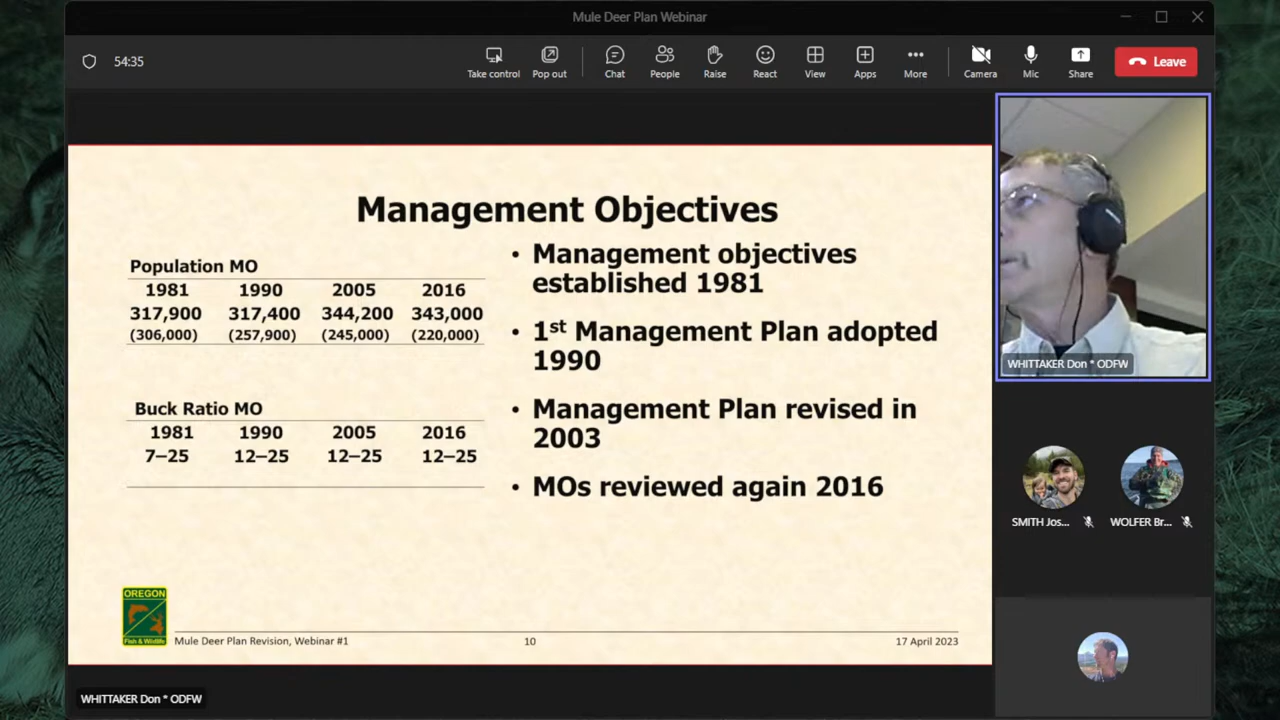 Mule Deer Plan Webinar
54:35
Take control
Pop out
Chat
People
Raise
React
View
Apps
More
Camera
Mic
Share
Leave
Management Objectives
Population MO
1981 1990 2005 2016
317,900 317,400 344,200 343,000
(306,000) (257,900) (245,000) (220,000)
Buck Ratio MO
1981 1990 2005 2016
7–25 12–25 12–25 12–25
• Management objectives
established 1981
• 1st Management Plan adopted
1990
• Management Plan revised in
2003
• MOs reviewed again 2016
OREGON
Fish & Wildlife
Mule Deer Plan Revision, Webinar #1
10
17 April 2023
WHITTAKER Don * ODFW
SMITH Jos...
WOLFER Br...
WHITTAKER Don * ODFW